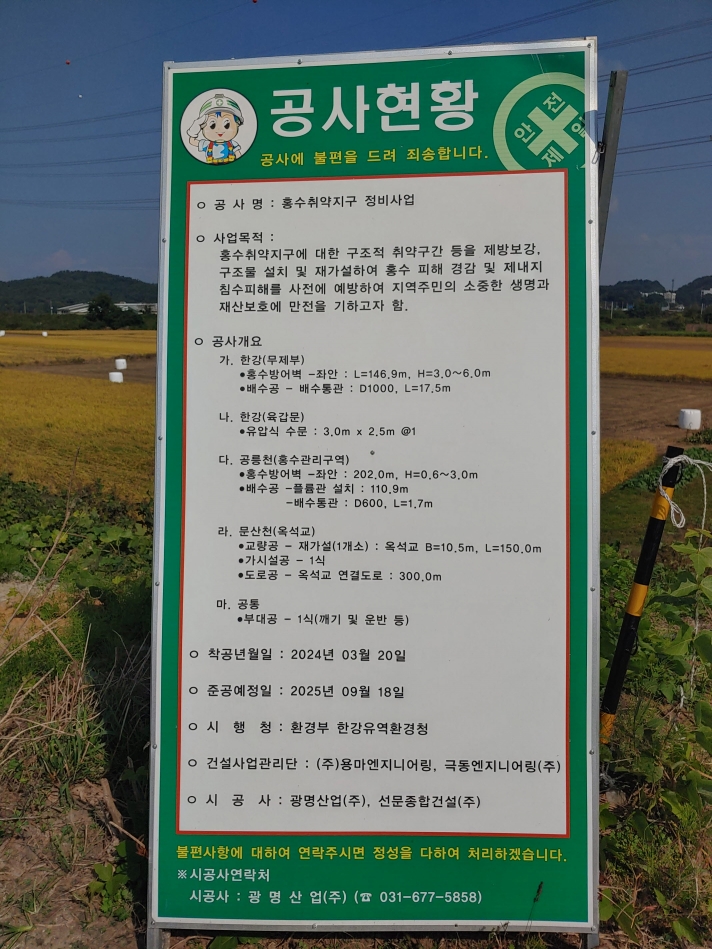 공사현황
공사에 불편을 드려 죄송합니다.
안전제일
ㅇ 공 사 명 : 홍수취약지구 정비사업
ㅇ 사업목적 :
홍수취약지구에 대한 구조적 취약구간 등을 제방보강,
구조물 설치 및 재가설하여 홍수 피해 경감 및 제내지
침수피해를 사전에 예방하여 지역주민의 소중한 생명과
재산보호에 만전을 기하고자 함.
ㅇ 공사개요
가. 한강(무제부)
●홍수방어벽 -좌안 : L=146.9m, H=3.0~6.0m
●배수공 - 배수통관 : D1000, L=17.5m
나. 한강(육갑문)
●유압식 수문 : 3.0m x 2.5m @1
다. 공릉천(홍수관리구역)
●홍수방어벽 -좌안 : 202.0m, H=0.6~3.0m
●배수공 -플륨관 설치 : 110.9m
-배수통관 : D600, L=1.7m
라. 문산천(옥석교)
●교량공 - 재가설(1개소) : 옥석교 B=10.5m, L=150.0m
●가시설공 - 1식
●도로공 - 옥석교 연결도로 : 300.0m
마. 공통
●부대공 - 1식(깨기 및 운반 등)
ㅇ 착공년월일 : 2024년 03월 20일
ㅇ 준공예정일 : 2025년 09월 18일
ㅇ 시 행 청 : 환경부 한강유역환경청
ㅇ 건설사업관리단 : (주)용마엔지니어링, 극동엔지니어링(주)
ㅇ 시 공 사 : 광명산업(주), 선문종합건설(주)
불편사항에 대하여 연락주시면 정성을 다하여 처리하겠습니다.
※시공사연락처
시공사 : 광 명 산 업(주) (☎ 031-677-5858)